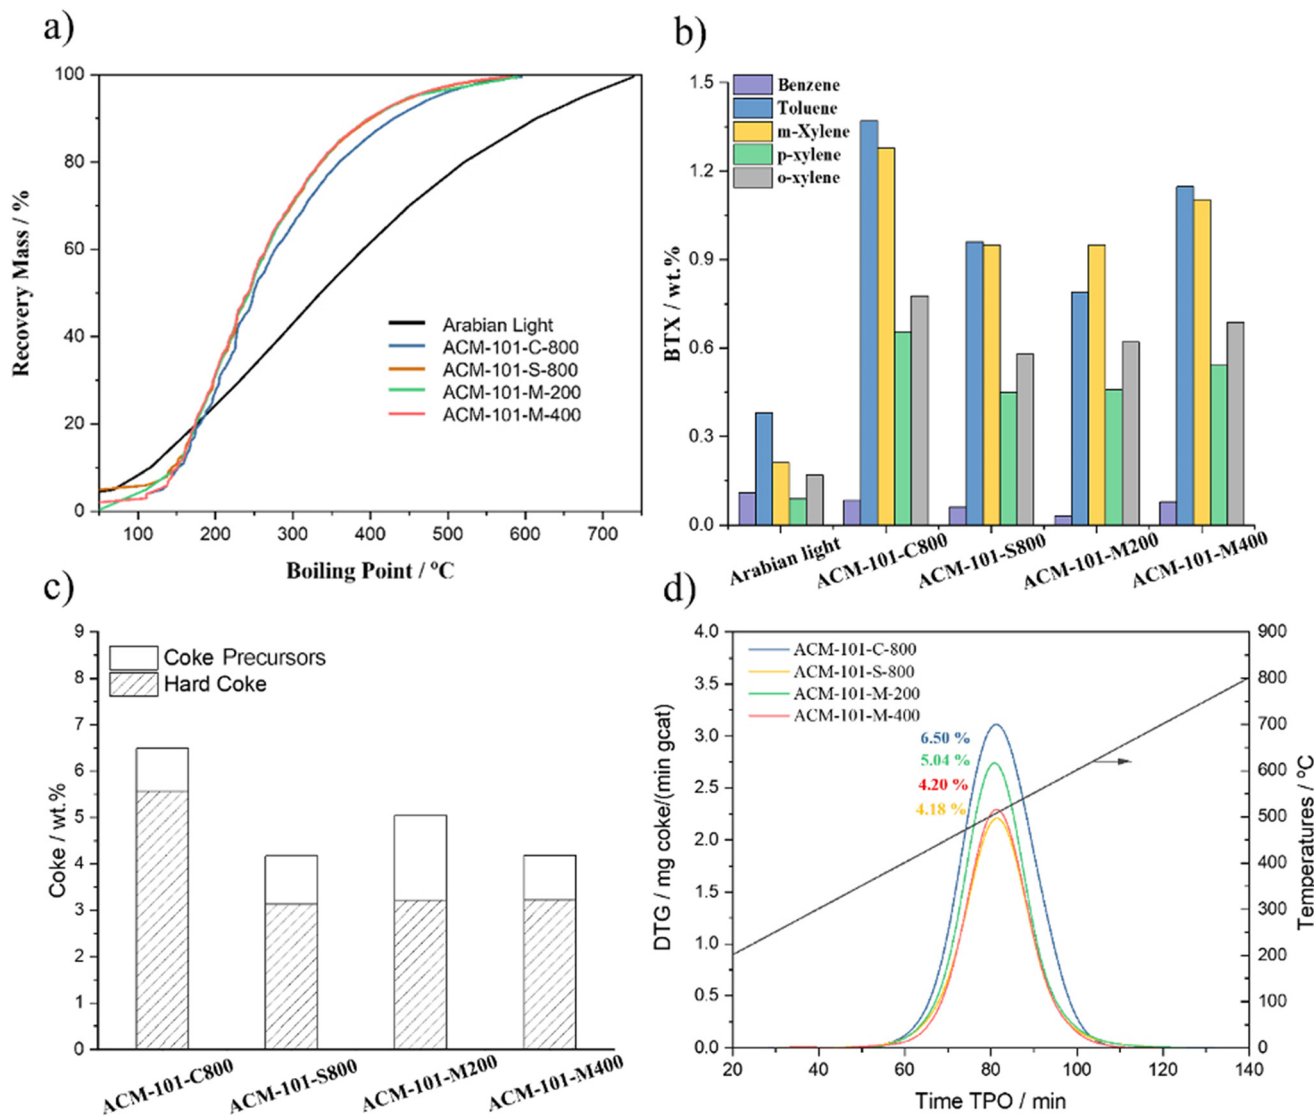 a)
100
80
60
40
20
0
Recovery Mass / %
Arabian Light
ACM-101-C-800
ACM-101-S-800
ACM-101-M-200
ACM-101-M-400
100 200 300 400 500 600 700
Boiling Point / ºC
b)
1.5
1.2
0.9
0.6
0.3
0.0
BTX / wt.%
Benzene
Toluene
m-Xylene
p-xylene
o-xylene
Arabian light
ACM-101-C800
ACM-101-S800
ACM-101-M200
ACM-101-M400
c)
9
8
7
6
5
4
3
2
1
0
Coke / wt.%
Coke Precursors
Hard Coke
ACM-101-C800
ACM-101-S800
ACM-101-M200
ACM-101-M400
d)
4.0
3.5
3.0
2.5
2.0
1.5
1.0
0.5
0.0
DTG / mg coke/(min gcat)
ACM-101-C-800
ACM-101-S-800
ACM-101-M-200
ACM-101-M-400
6.50 %
5.04 %
4.20 %
4.18 %
900
800
700
600
500
400
300
200
100
0
Temperatures / ºC
20 40 60 80 100 120 140
Time TPO / min